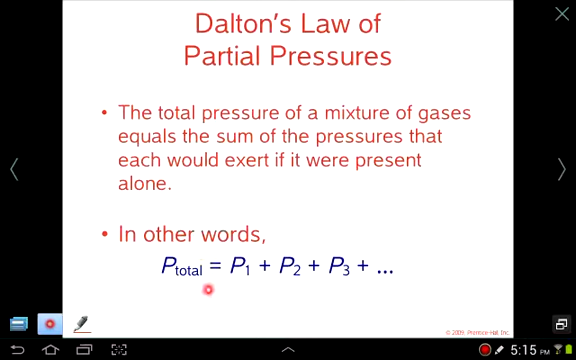 Dalton's Law of
Partial Pressures
• The total pressure of a mixture of gases
equals the sum of the pressures that
each would exert if it were present
alone.
• In other words,
Ptotal = P1 + P2 + P3 + ...
© 2009, Prentice-Hall, Inc.
5:15 PM